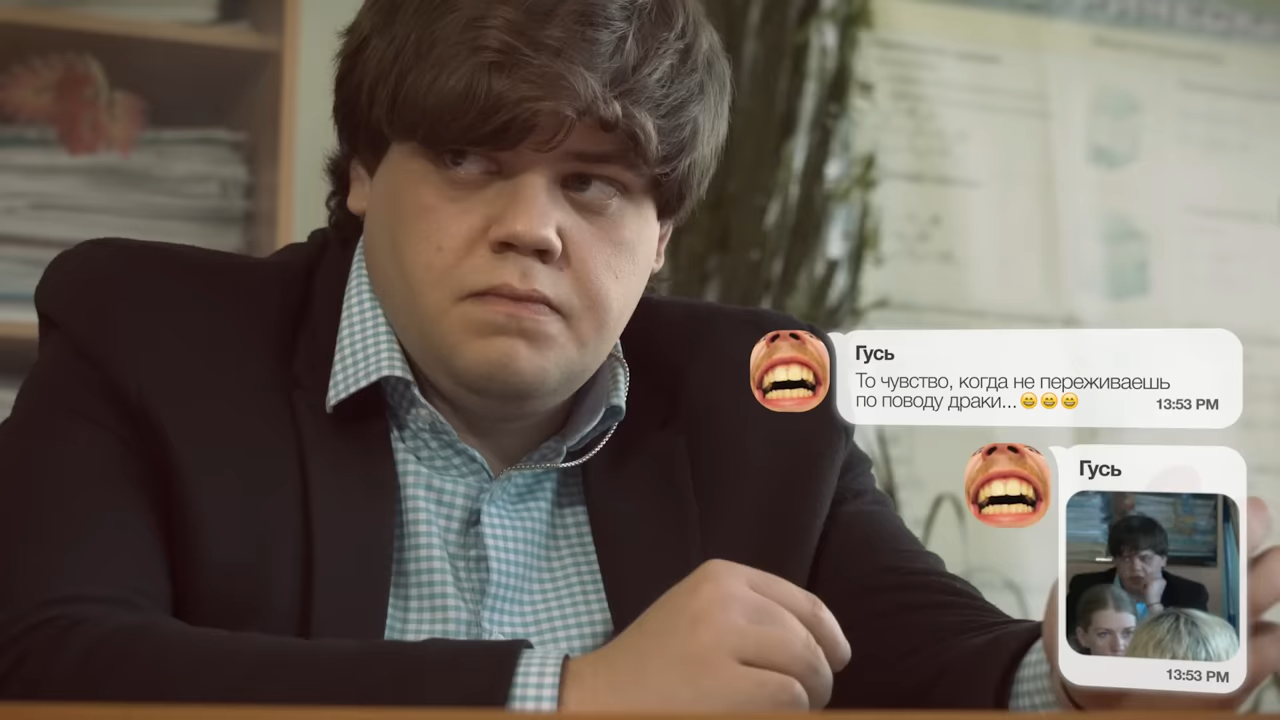 Гусь
То чувство, когда не переживаешь
по поводу драки...😀😀😀
13:53 PM
Гусь
13:53 PM